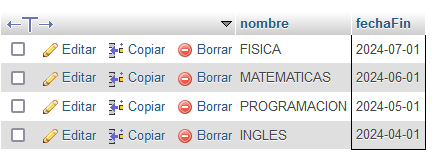 nombre fechaFin
Editar Copiar Borrar FISICA 2024-07-01
Editar Copiar Borrar MATEMATICAS 2024-06-01
Editar Copiar Borrar PROGRAMACION 2024-05-01
Editar Copiar Borrar INGLES 2024-04-01